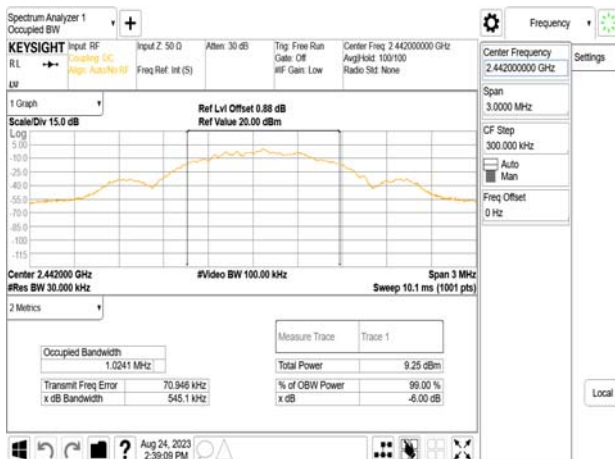 Spectrum Analyzer 1
Occupied BW
Frequency
KEYSIGHT
Input: RF
Coupling: DC
Align: Auto/No RF
Input Z: 50 Ω
Freq Ref: Int (S)
Atten: 30 dB
Trig: Free Run
Gate: Off
#IF Gain: Low
Center Freq: 2.442000000 GHz
Avg|Hold: 100/100
Radio Std: None
RL
Center Frequency
2.442000000 GHz
Settings
Span
3.0000 MHz
CF Step
300.000 kHz
Auto
Man
Freq Offset
0 Hz
Local
1 Graph
Scale/Div 15.0 dB
Ref Lvl Offset 0.88 dB
Ref Value 20.00 dBm
Log
5.00
-10.0
-25.0
-40.0
-55.0
-70.0
-85.0
-100
-115
Center 2.442000 GHz
#Video BW 100.00 kHz
Span 3 MHz
#Res BW 30.000 kHz
Sweep 10.1 ms (1001 pts)
2 Metrics
Measure Trace Trace 1
Occupied Bandwidth
1.0241 MHz
Total Power 9.25 dBm
Transmit Freq Error 70.946 kHz
% of OBW Power 99.00 %
x dB Bandwidth 545.1 kHz
x dB -6.00 dB
?
Aug 24, 2023
2:39:09 PM